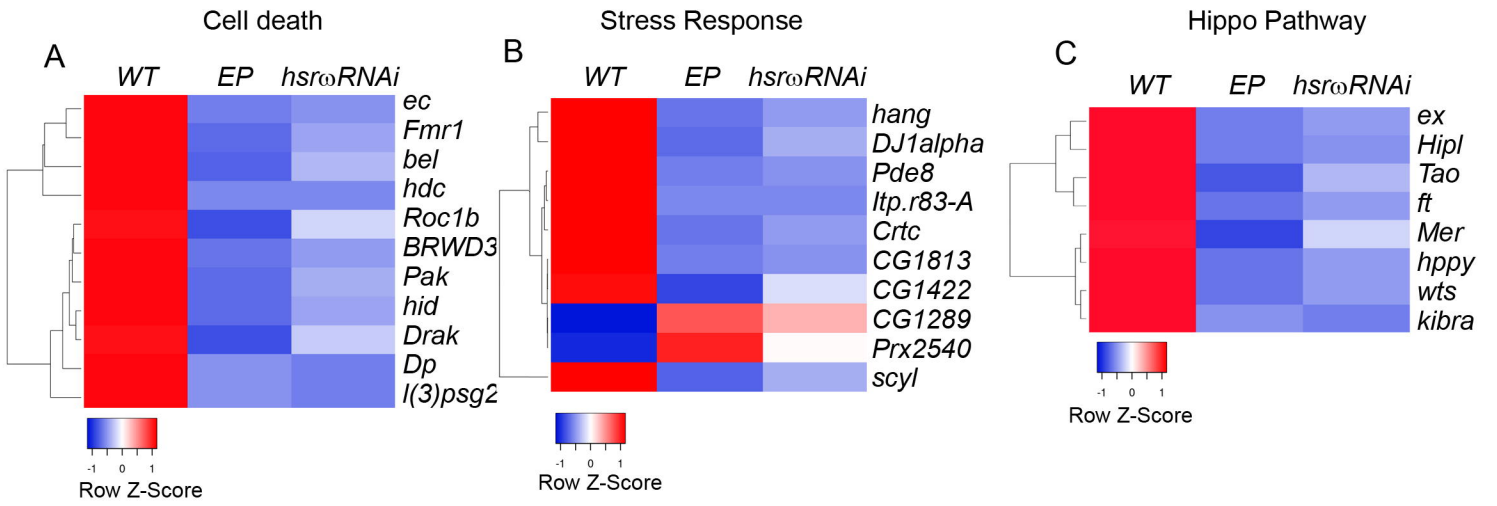 Cell death
A
WT EP hsrωRNAi
ec
Fmr1
bel
hdc
Roc1b
BRWD3
Pak
hid
Drak
Dp
l(3)psg2
-1 0 1
Row Z-Score
Stress Response
B
WT EP hsrωRNAi
hang
DJ1alpha
Pde8
Itp.r83-A
Crtc
CG1813
CG1422
CG1289
Prx2540
scyl
-1 0 1
Row Z-Score
Hippo Pathway
C
WT EP hsrωRNAi
ex
Hipl
Tao
ft
Mer
hppy
wts
kibra
-1 0 1
Row Z-Score